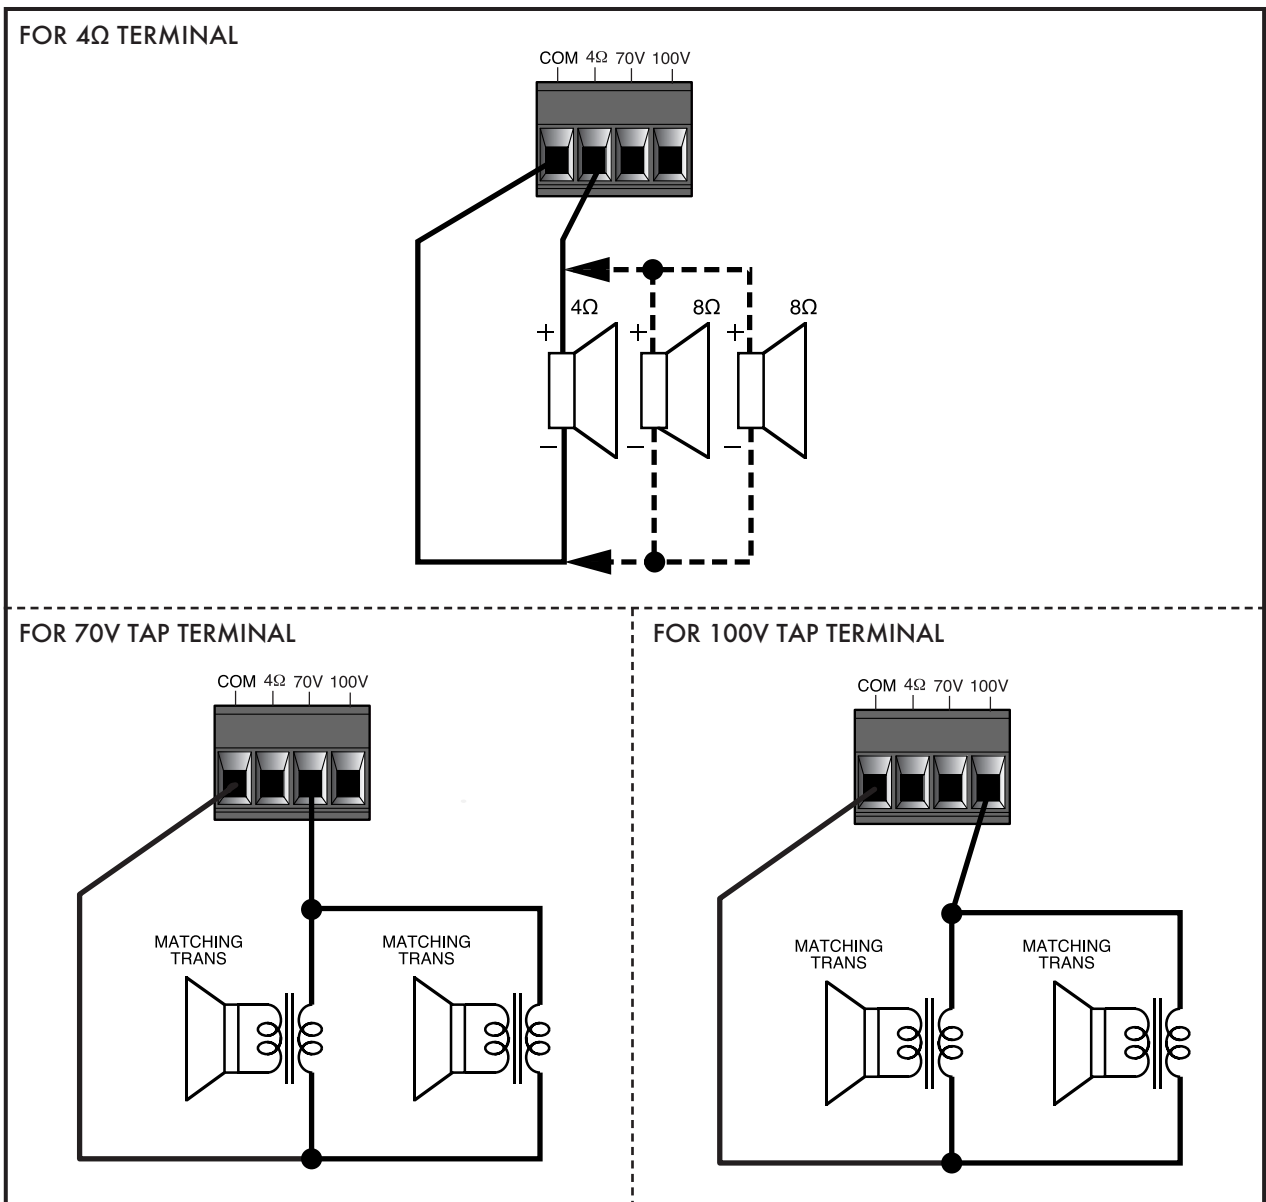 FOR 4Ω TERMINAL
COM 4Ω 70V 100V
4Ω 8Ω 8Ω
+ + +
– – –
FOR 70V TAP TERMINAL
COM 4Ω 70V 100V
MATCHING
TRANS
MATCHING
TRANS
FOR 100V TAP TERMINAL
COM 4Ω 70V 100V
MATCHING
TRANS
MATCHING
TRANS